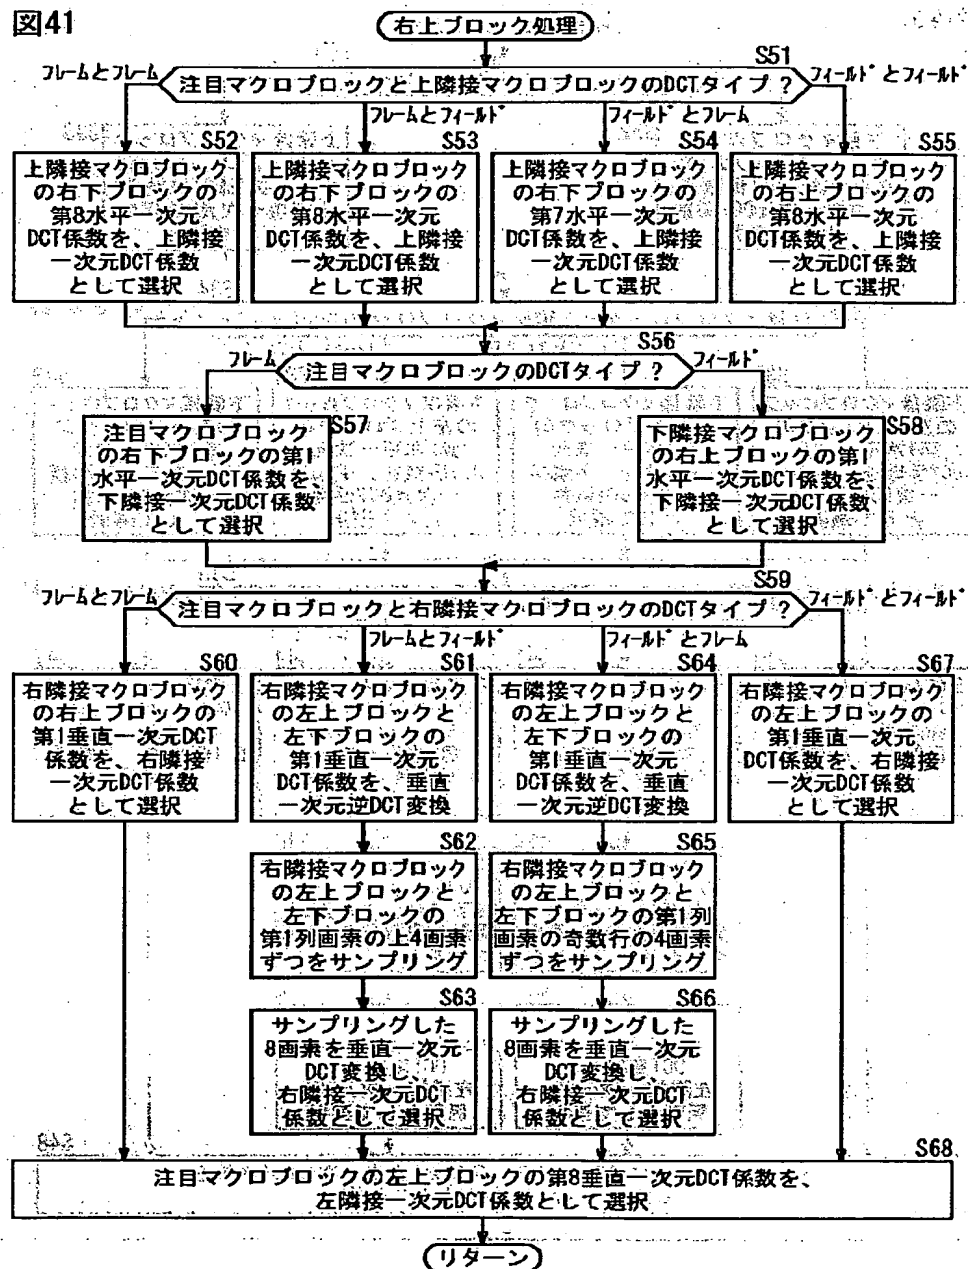 図41
右上ブロック処理
S51
注目マクロブロックと上隣接マクロブロックのDCTタイプ？
フレームとフレーム
フレームとフィールド
フィールドとフレーム
フィールドとフィールド
S52
上隣接マクロブロック
の右下ブロックの
第8水平一次元
DCT係数を、上隣接
一次元DCT係数
として選択
S53
上隣接マクロブロック
の右下ブロックの
第8水平一次元
DCT係数を、上隣接
一次元DCT係数
として選択
S54
上隣接マクロブロック
の右下ブロックの
第7水平一次元
DCT係数を、上隣接
一次元DCT係数
として選択
S55
上隣接マクロブロック
の右上ブロックの
第8水平一次元
DCT係数を、上隣接
一次元DCT係数
として選択
S56
注目マクロブロックのDCTタイプ？
フレーム
フィールド
S57
注目マクロブロック
の右下ブロックの第1
水平一次元DCT係数を、
下隣接一次元DCT係数
として選択
S58
下隣接マクロブロック
の右上ブロックの第1
水平一次元DCT係数を、
下隣接一次元DCT係数
として選択
S59
注目マクロブロックと右隣接マクロブロックのDCTタイプ？
フレームとフレーム
フレームとフィールド
フィールドとフレーム
フィールドとフィールド
S60
右隣接マクロブロック
の右上ブロックの
第1垂直一次元DCT
係数を、右隣接
一次元DCT係数
として選択
S61
右隣接マクロブロック
の左上ブロックと
左下ブロックの
第1垂直一次元
DCT係数を、垂直
一次元逆DCT変換
S64
右隣接マクロブロック
の左上ブロックと
左下ブロックの
第1垂直一次元
DCT係数を、垂直
一次元逆DCT変換
S67
右隣接マクロブロック
の左上ブロックの
第1垂直一次元
DCT係数を、右隣接
一次元DCT係数
として選択
S62
右隣接マクロブロック
の左上ブロックと
左下ブロックの
第1列画素の上4画素
ずつをサンプリング
S65
右隣接マクロブロック
の左上ブロックと
左下ブロックの第1列
画素の奇数行の4画素
ずつをサンプリング
S63
サンプリングした
8画素を垂直一次元
DCT変換し、
右隣接一次元DCT
係数として選択
S66
サンプリングした
8画素を垂直一次元
DCT変換し、
右隣接一次元DCT
係数として選択
S68
注目マクロブロックの左上ブロックの第8垂直一次元DCT係数を、
左隣接一次元DCT係数として選択
リターン